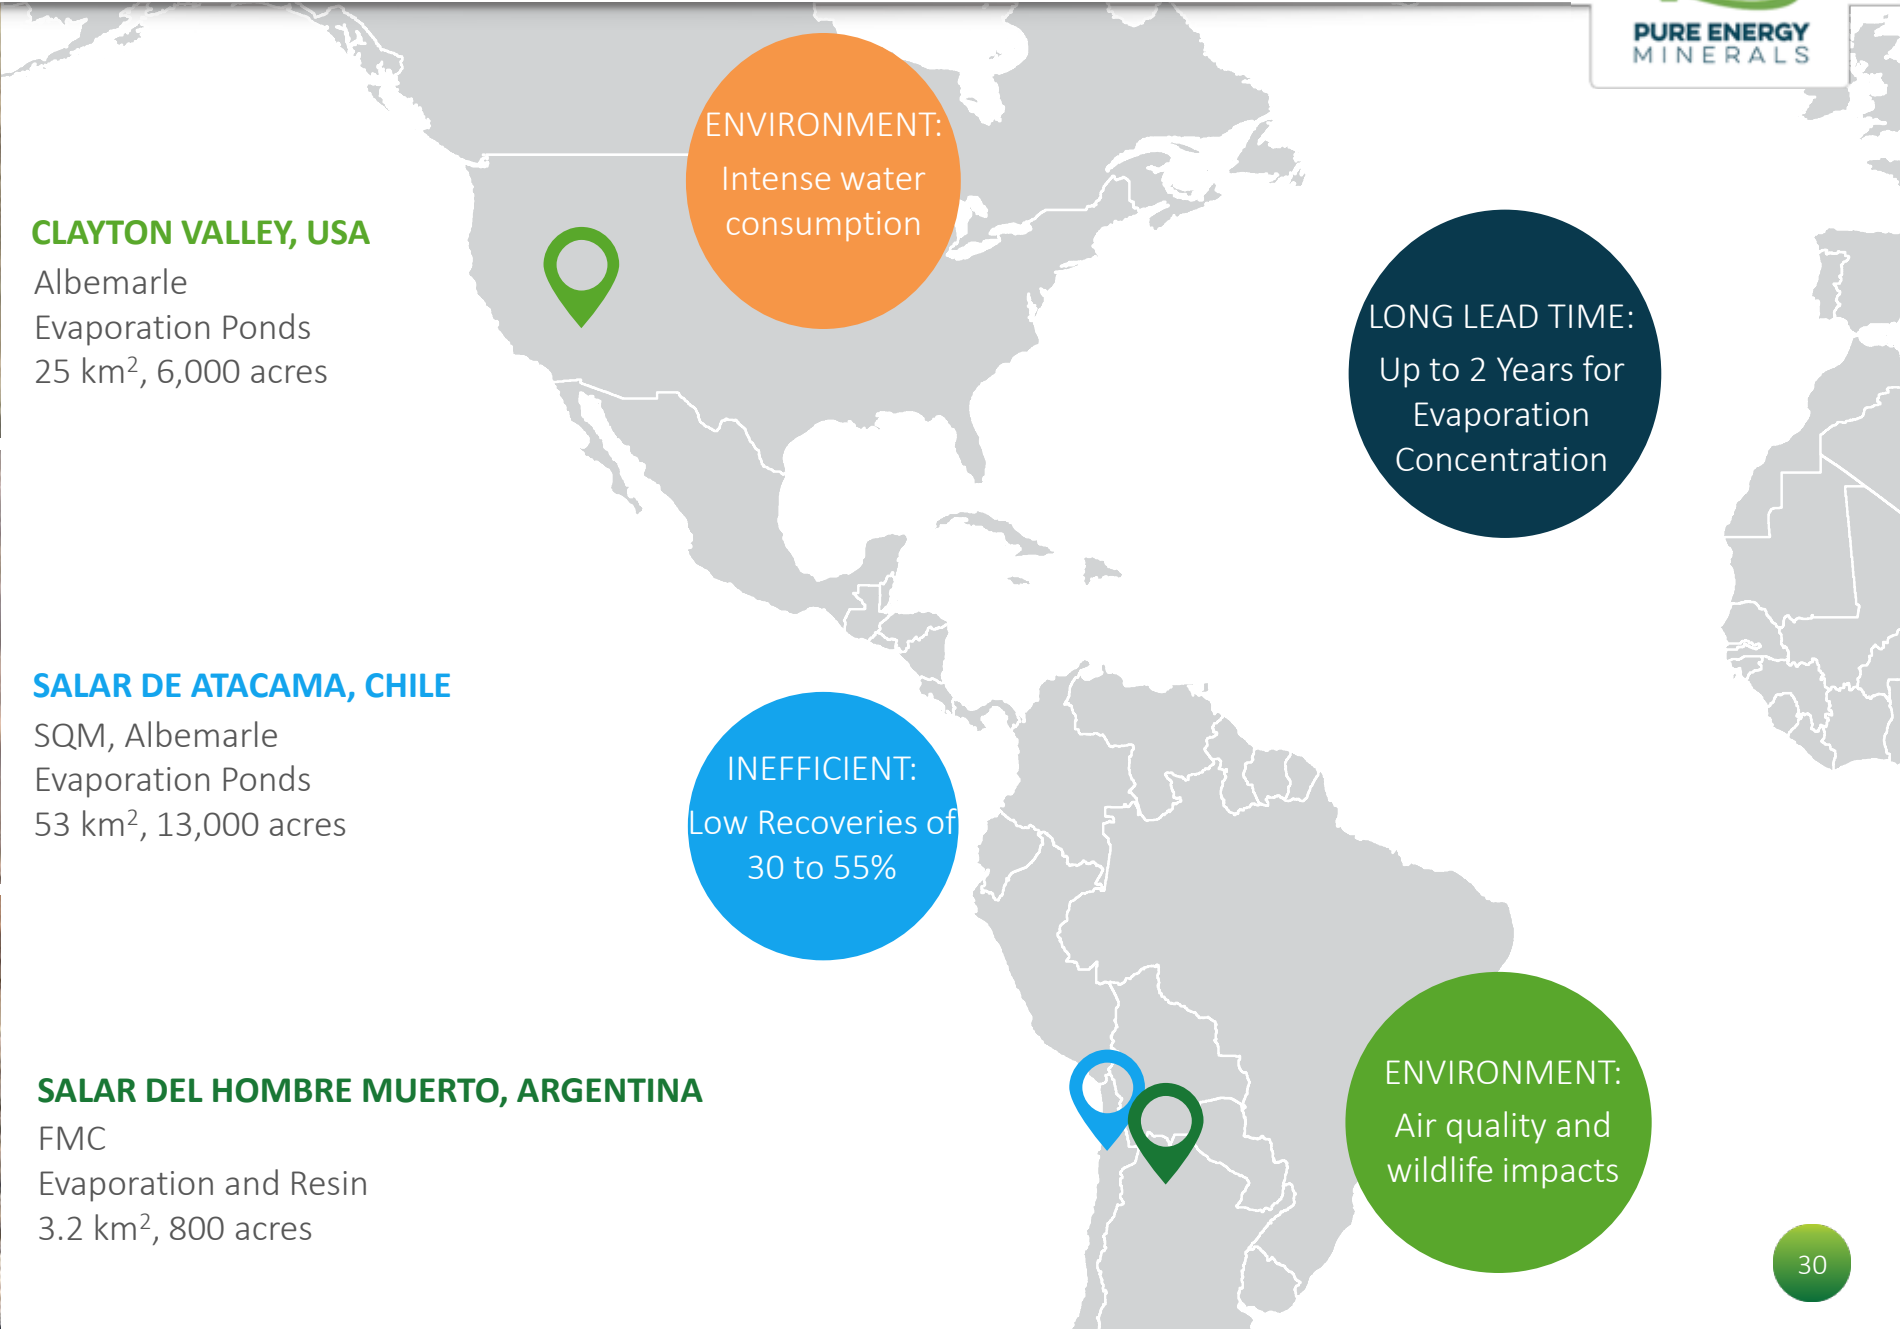 PURE ENERGY
MINERALS
ENVIRONMENT:
Intense water
consumption
CLAYTON VALLEY, USA
Albemarle
Evaporation Ponds
25 km², 6,000 acres
LONG LEAD TIME:
Up to 2 Years for
Evaporation
Concentration
SALAR DE ATACAMA, CHILE
SQM, Albemarle
Evaporation Ponds
53 km², 13,000 acres
INEFFICIENT:
Low Recoveries of
30 to 55%
SALAR DEL HOMBRE MUERTO, ARGENTINA
FMC
Evaporation and Resin
3.2 km², 800 acres
ENVIRONMENT:
Air quality and
wildlife impacts
30